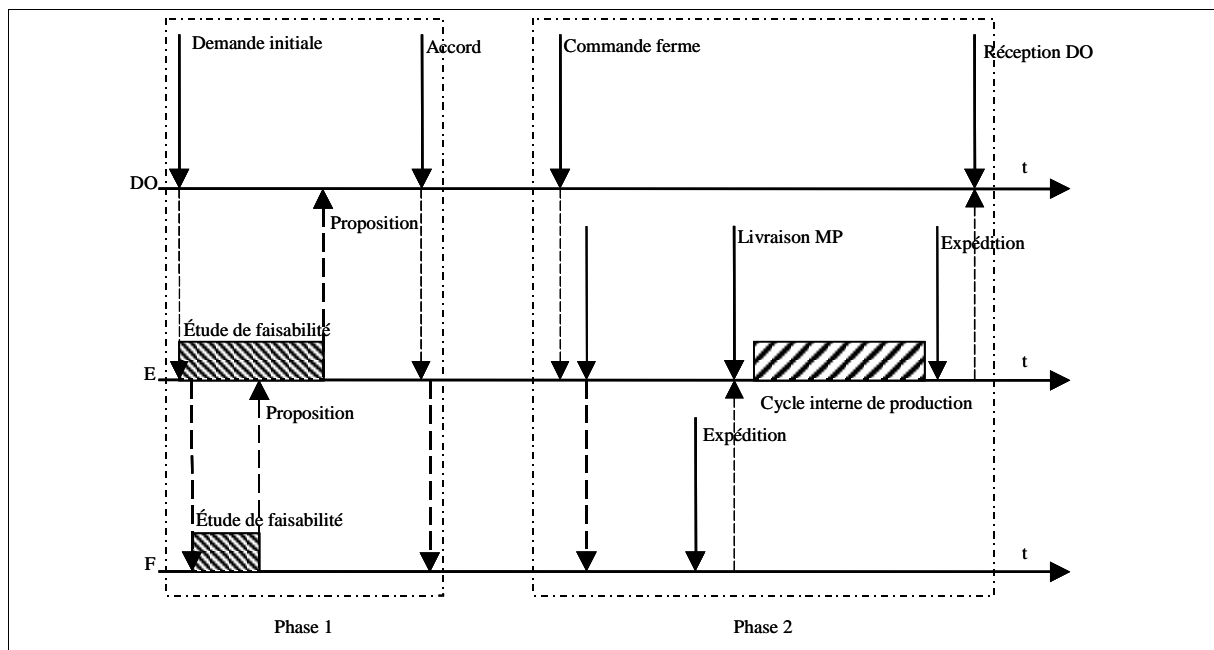 Demande initiale
Accord
Commande ferme
Réception DO
t
DO
Proposition
Livraison MP
Expédition
Étude de faisabilité
t
E
Proposition
Cycle interne de production
Expédition
Étude de faisabilité
t
F
Phase 1
Phase 2